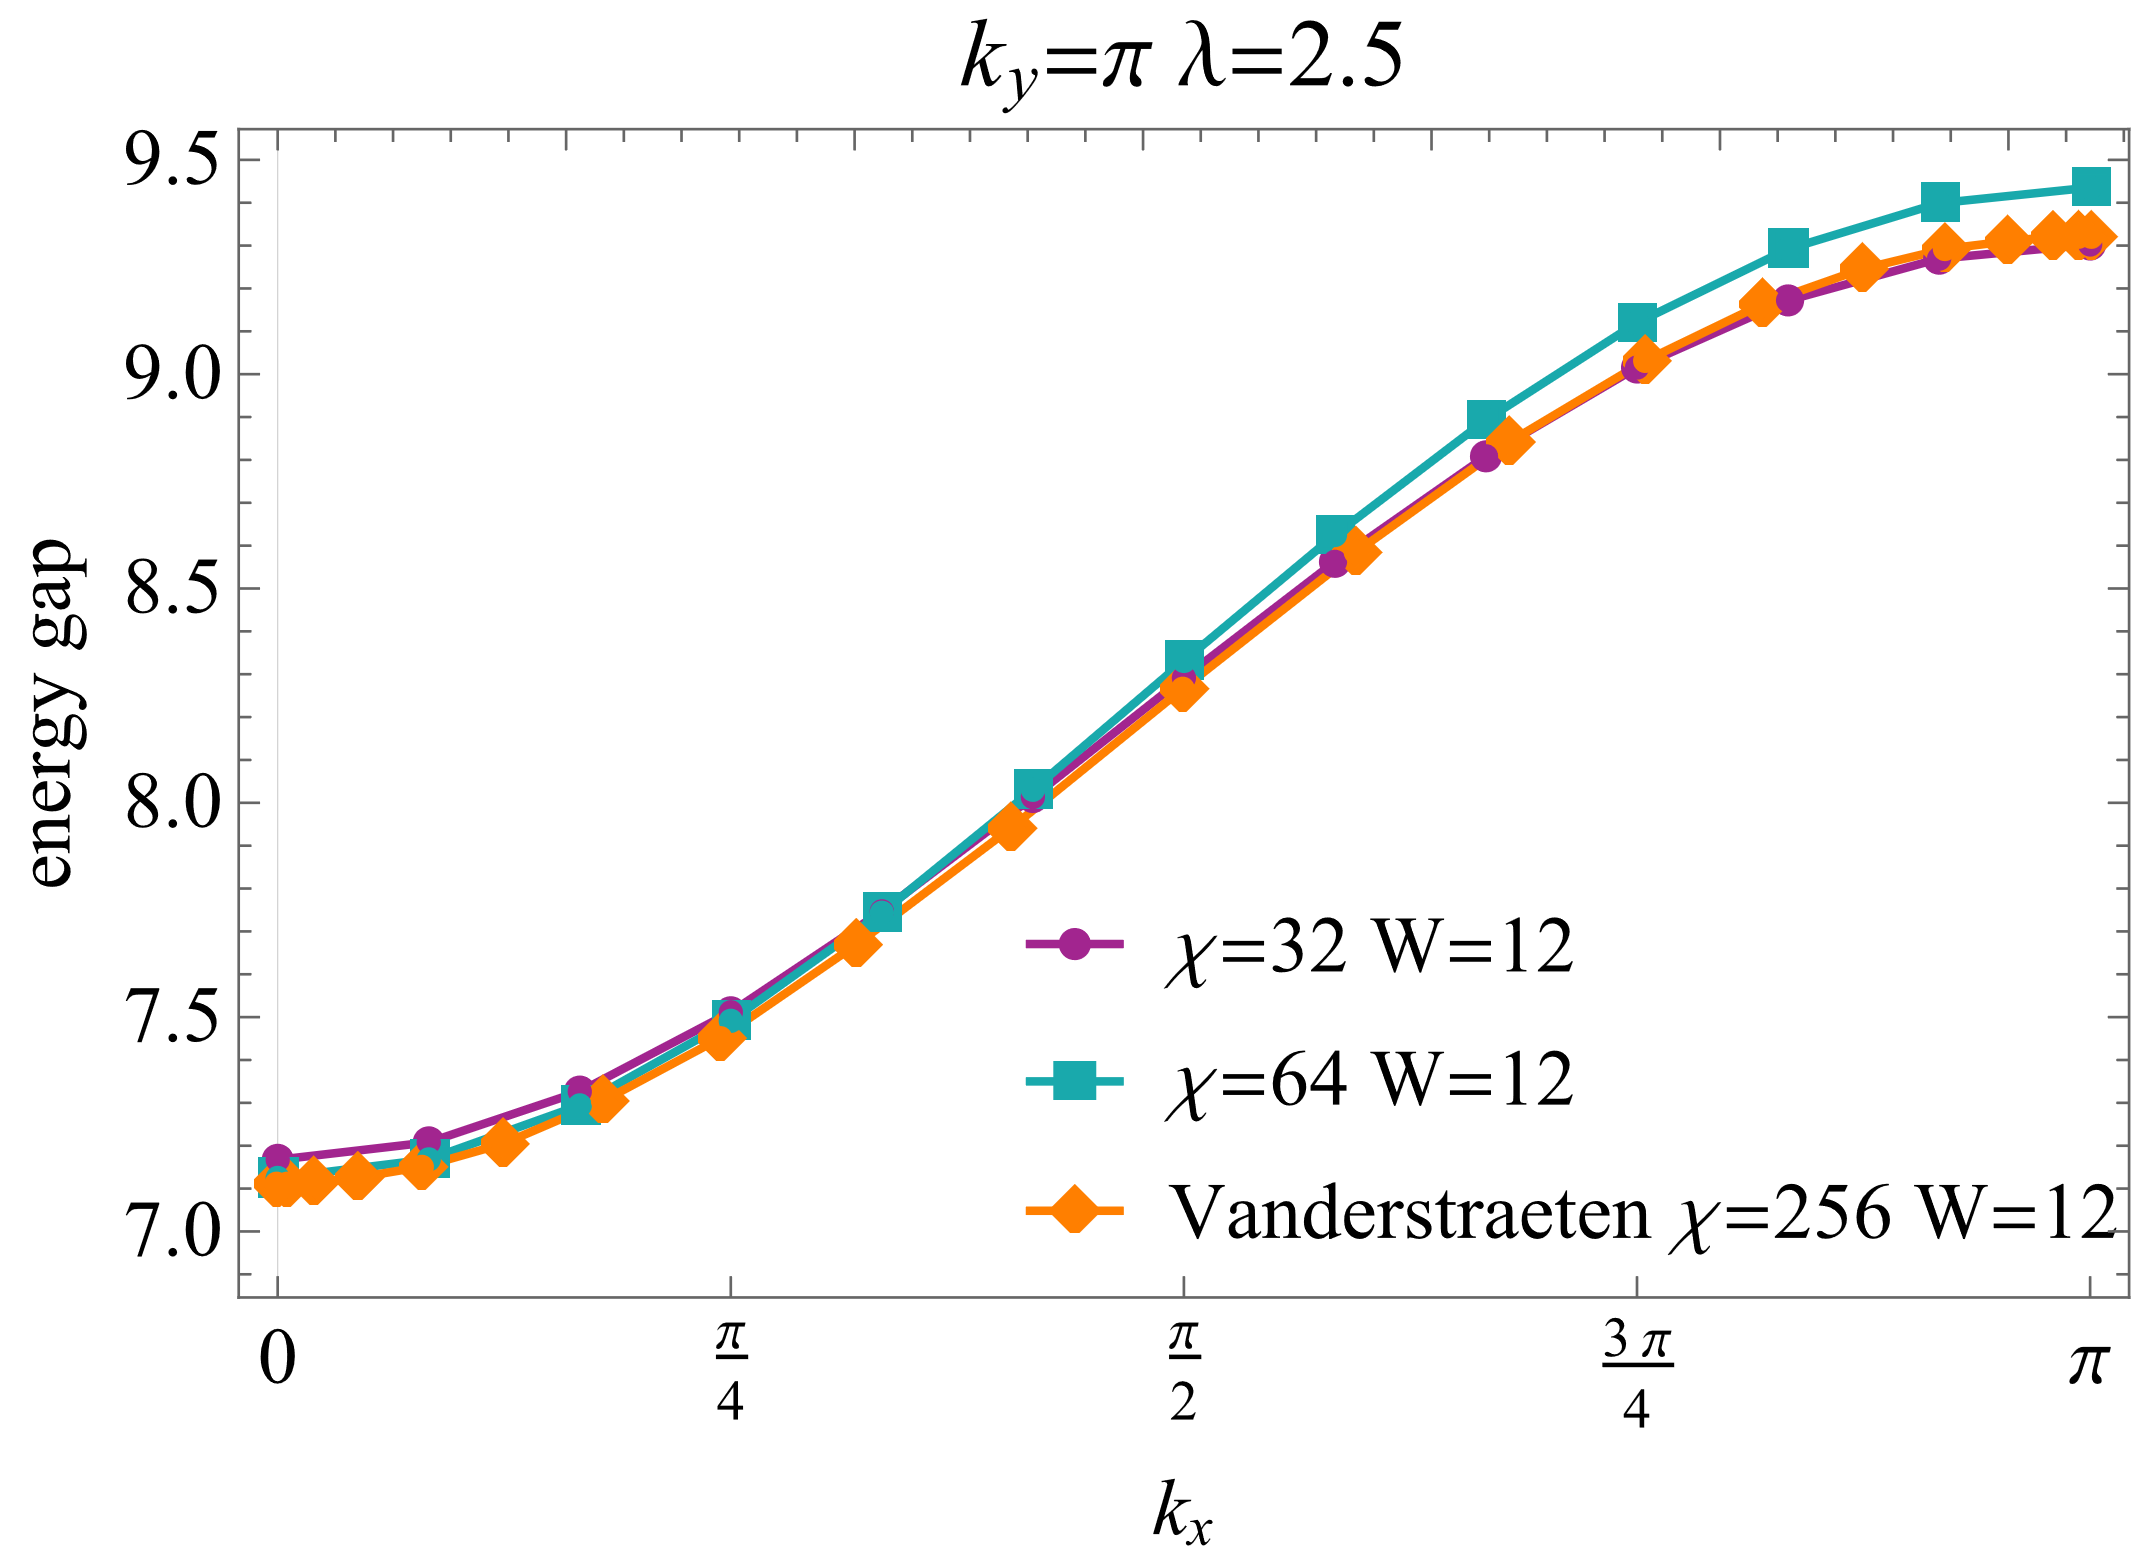 k_y=π λ=2.5
energy gap
9.5
9.0
8.5
8.0
7.5
7.0
χ=32 W=12
χ=64 W=12
Vanderstraeten χ=256 W=12
0
π/4
π/2
3π/4
π
k_x